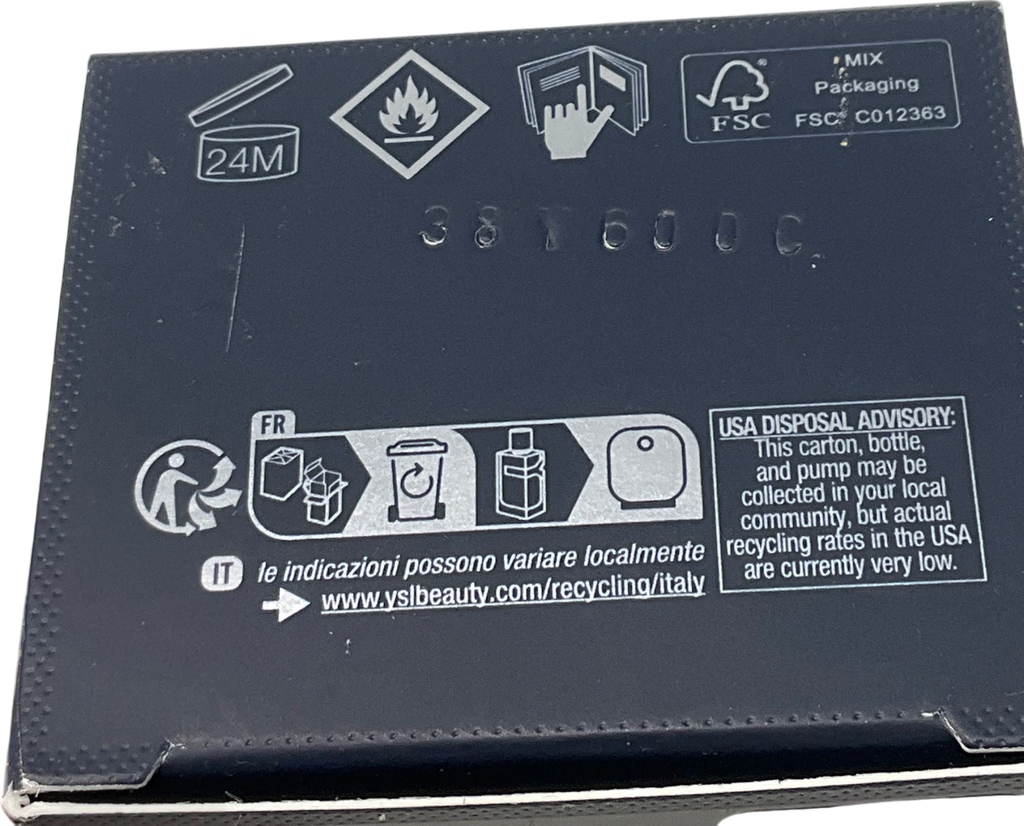 24M
FSC
MIX
Packaging
FSC C012363
38Y600C
FR
IT le indicazioni possono variare localmente
www.yslbeauty.com/recycling/italy
USA DISPOSAL ADVISORY:
This carton, bottle,
and pump may be
collected in your local
community, but actual
recycling rates in the USA
are currently very low.